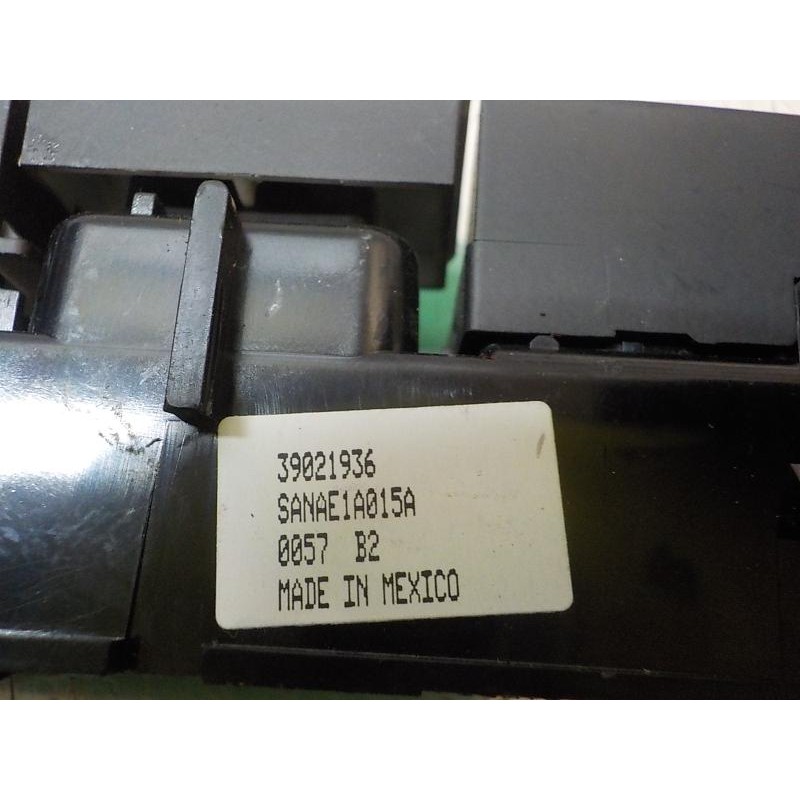 39021936
SANAE1A015A
0057 B2
MADE IN MEXICO